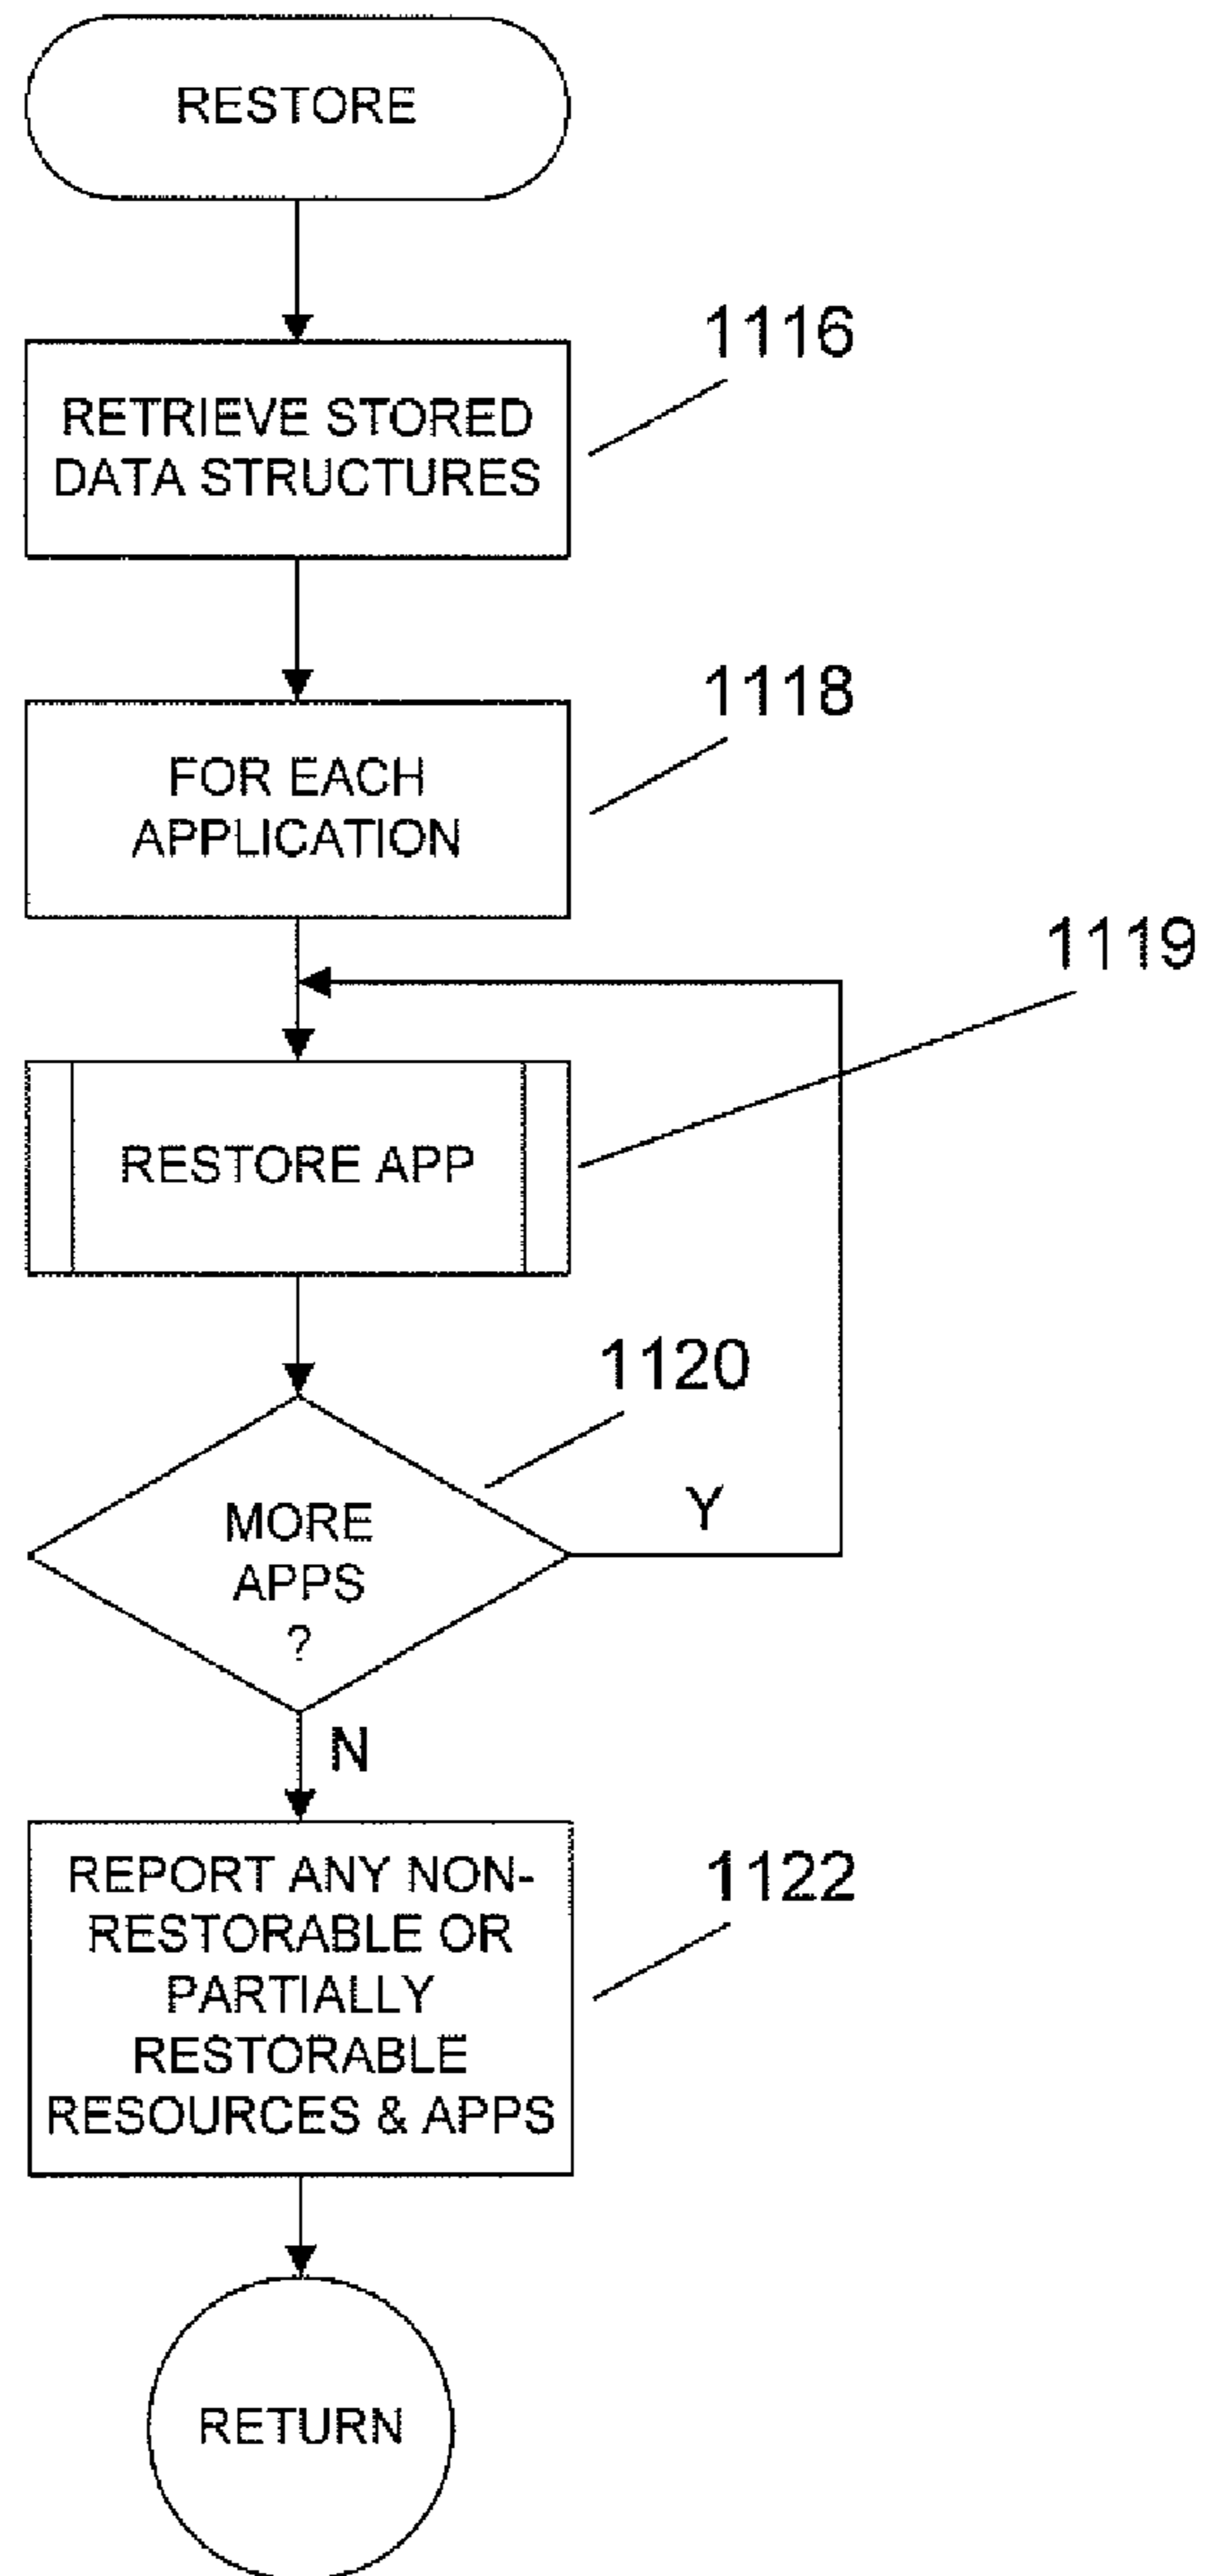 RESTORE
1116
RETRIEVE STORED
DATA STRUCTURES
1118
FOR EACH
APPLICATION
1119
RESTORE APP
1120
MORE
APPS
?
Y
N
REPORT ANY NON-
RESTORABLE OR
PARTIALLY
RESTORABLE
RESOURCES & APPS
1122
RETURN